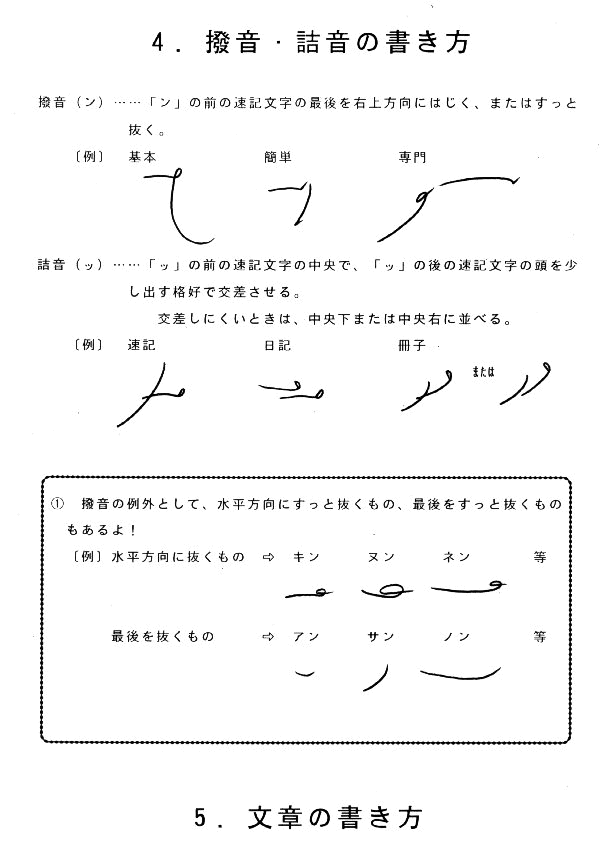 4．撥音・詰音の書き方
撥音（ン）……「ン」の前の速記文字の最後を右上方向にはじく、またはすっと
抜く。
〔例〕　基本　簡単　専門
詰音（ッ）……「ッ」の前の速記文字の中央で、「ッ」の後の速記文字の頭を少
し出す格好で交差させる。
交差しにくいときは、中央下または中央右に並べる。
〔例〕　速記　日記　冊子
または
①　撥音の例外として、水平方向にすっと抜くもの、最後をすっと抜くもの
もあるよ！
〔例〕水平方向に抜くもの　⇨　キン　ヌン　ネン　等
最後を抜くもの　⇨　アン　サン　ノン　等
5．文章の書き方